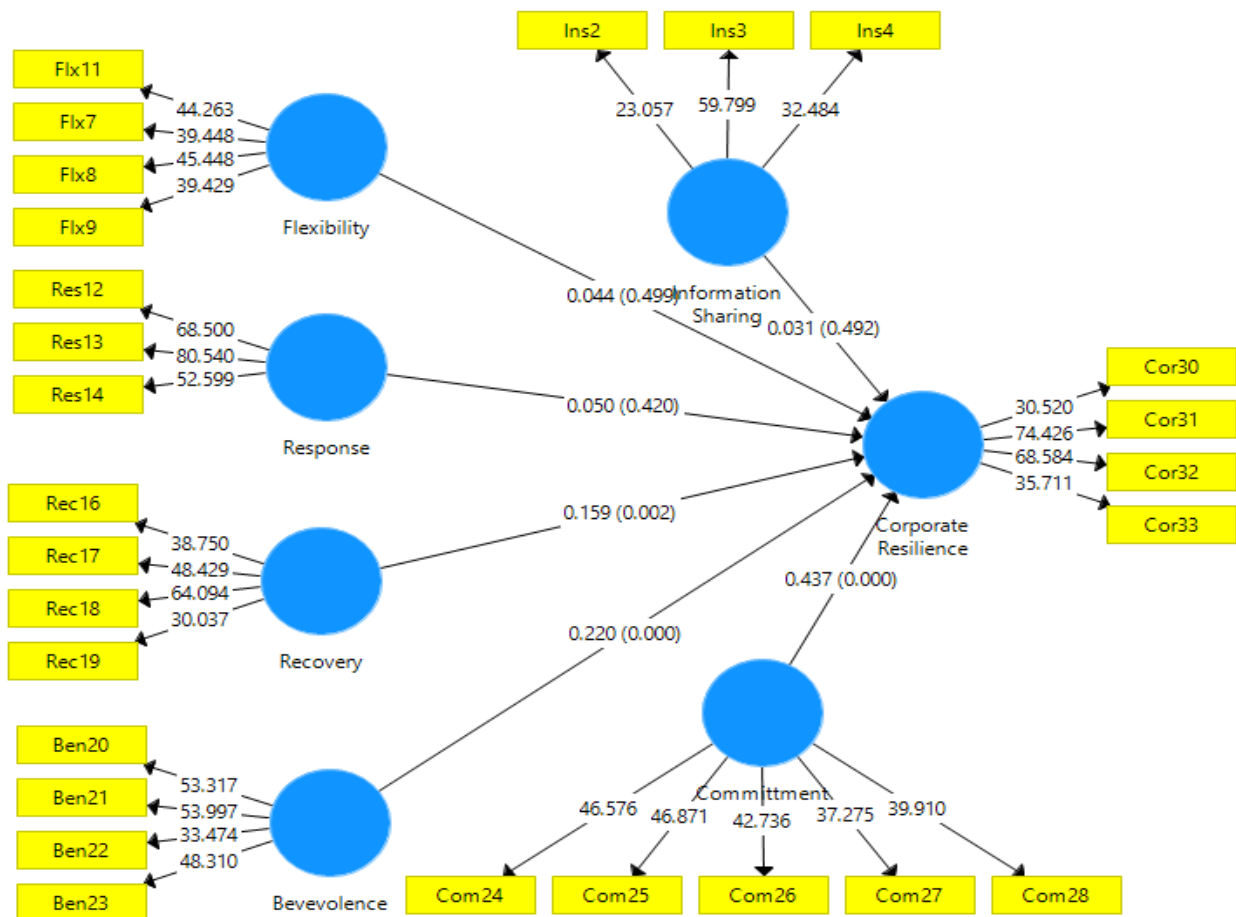 Ins2
Ins3
Ins4
23.057
59.799
32.484
Information
Sharing
0.031 (0.492)
Flx11
Flx7
Flx8
Flx9
44.263
39.448
45.448
39.429
Flexibility
0.044 (0.499)
Res12
Res13
Res14
68.500
80.540
52.599
Response
0.050 (0.420)
Rec16
Rec17
Rec18
Rec19
38.750
48.429
64.094
30.037
Recovery
0.159 (0.002)
Ben20
Ben21
Ben22
Ben23
53.317
53.997
33.474
48.310
Bevevolence
0.220 (0.000)
Corporate
Resilience
30.520
74.426
68.584
35.711
Cor30
Cor31
Cor32
Cor33
0.437 (0.000)
Committment
46.576
46.871
42.736
37.275
39.910
Com24
Com25
Com26
Com27
Com28